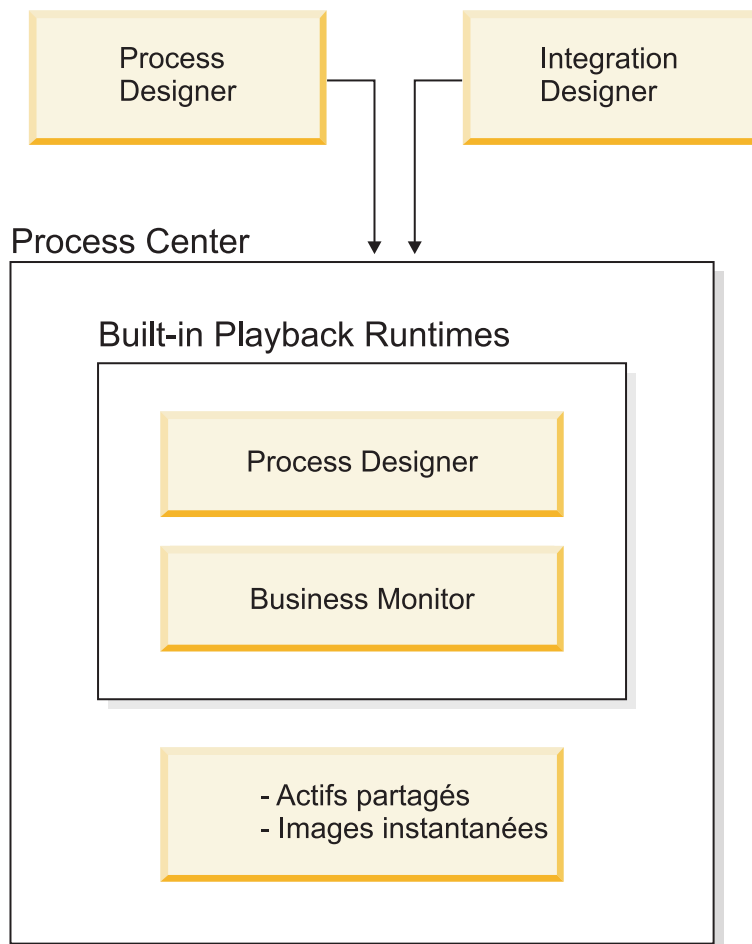 Process
Designer
Integration
Designer
Process Center
Built-in Playback Runtimes
Process Designer
Business Monitor
- Actifs partagés
- Images instantanées